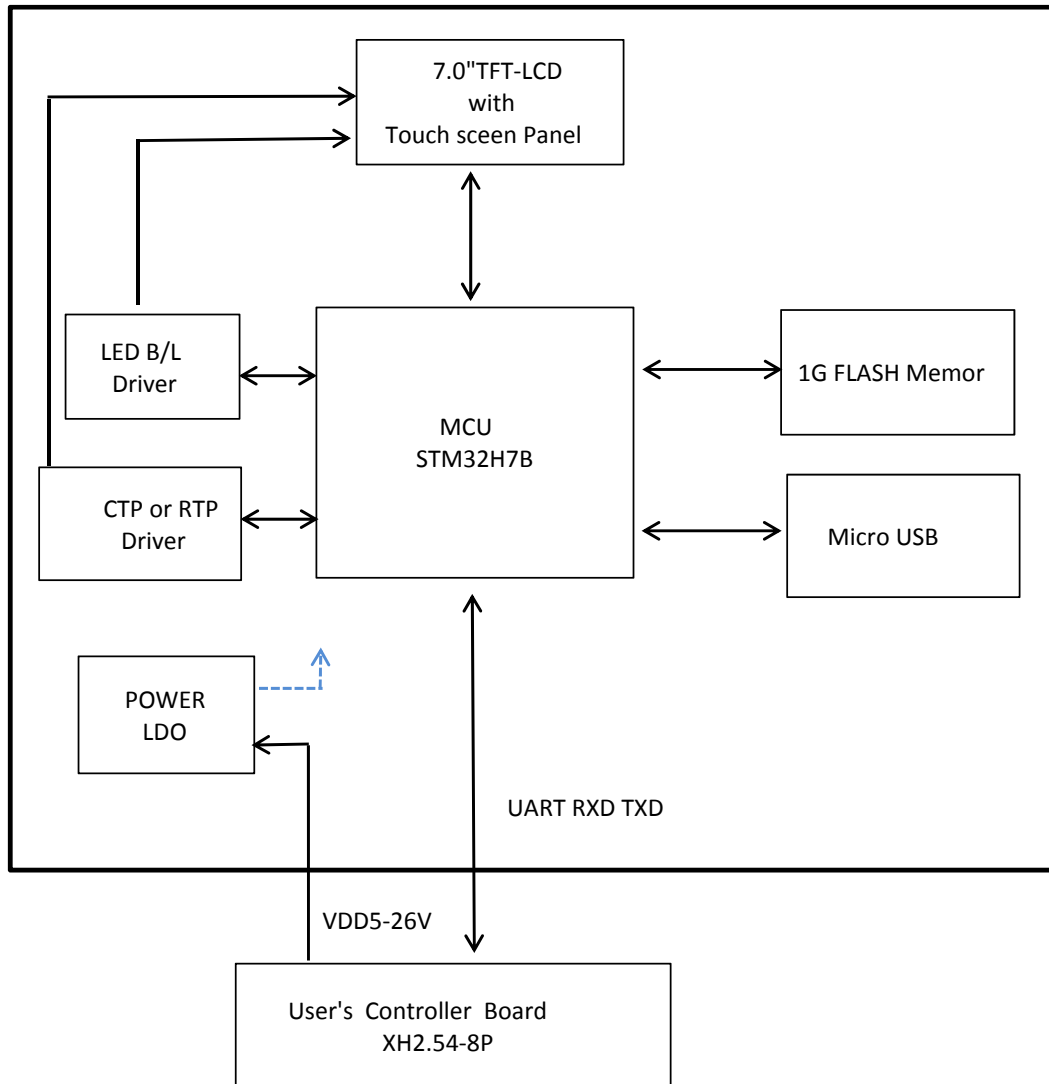 7.0"TFT-LCD
with
Touch sceen Panel
LED B/L
Driver
MCU
STM32H7B
1G FLASH Memor
CTP or RTP
Driver
Micro USB
POWER
LDO
UART RXD TXD
VDD5-26V
User's Controller Board
XH2.54-8P